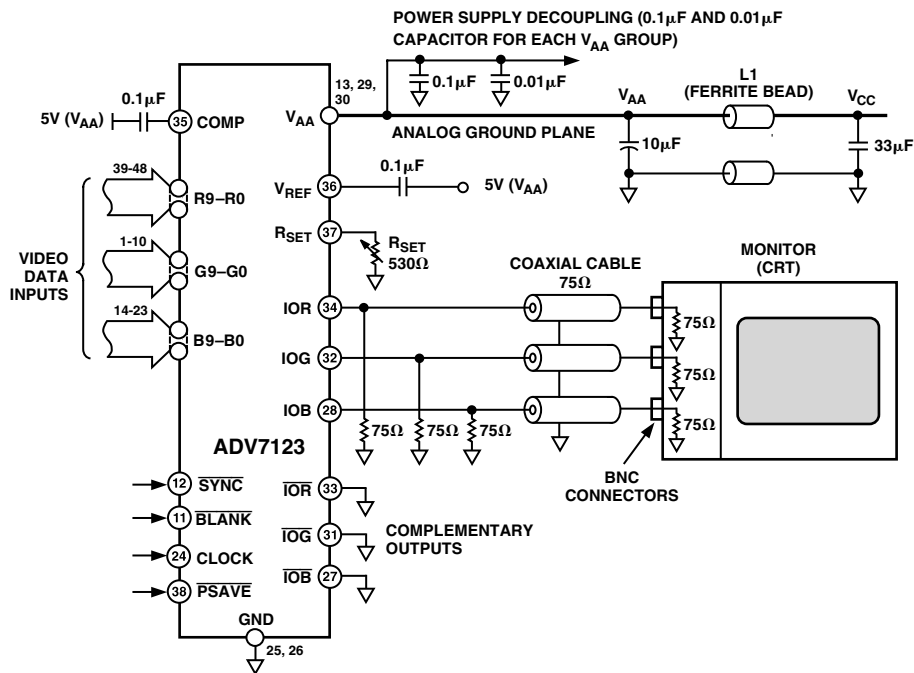 POWER SUPPLY DECOUPLING (0.1μF AND 0.01μF
CAPACITOR FOR EACH VAA GROUP)
0.1μF
0.01μF
L1
(FERRITE BEAD)
13, 29,
30
VAA
VAA
VCC
ANALOG GROUND PLANE
10μF
33μF
0.1μF
5V (VAA)
35
COMP
39-48
R9–R0
1-10
G9–G0
14-23
B9–B0
VIDEO
DATA
INPUTS
VREF
36
0.1μF
5V (VAA)
RSET
37
RSET
530Ω
COAXIAL CABLE
75Ω
MONITOR
(CRT)
IOR
34
75Ω
IOG
32
75Ω
IOB
28
75Ω
75Ω
75Ω
75Ω
BNC
CONNECTORS
ADV7123
12
SYNC
11
BLANK
24
CLOCK
38
PSAVE
IOR
33
IOG
31
IOB
27
COMPLEMENTARY
OUTPUTS
GND
25, 26